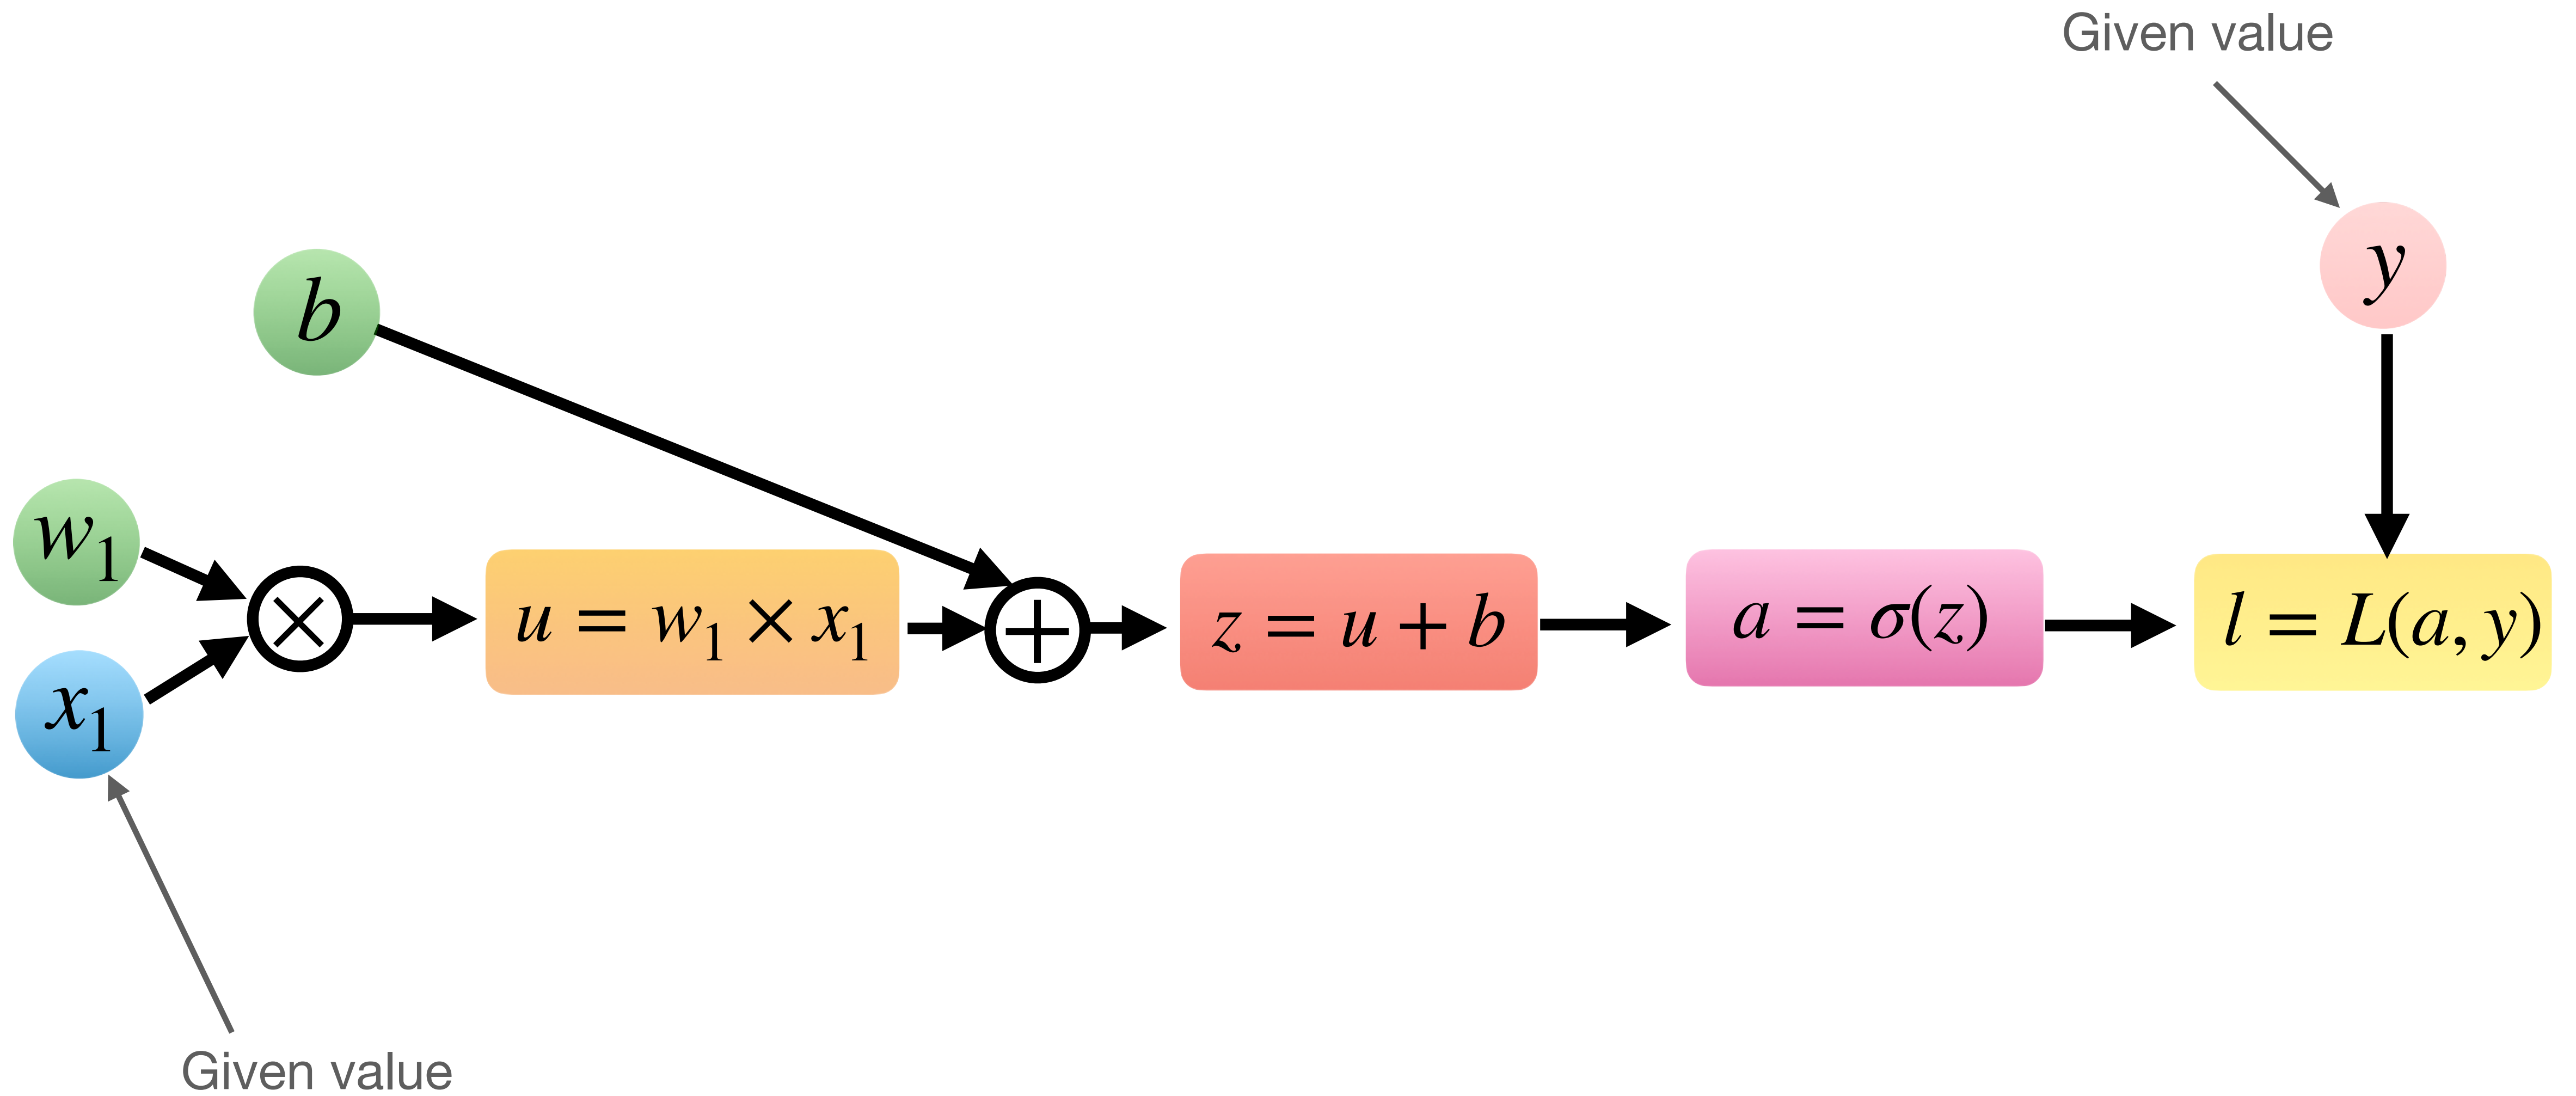 Given value
y
b
w₁
x₁
u = w₁ × x₁
z = u + b
a = σ(z)
l = L(a, y)
Given value